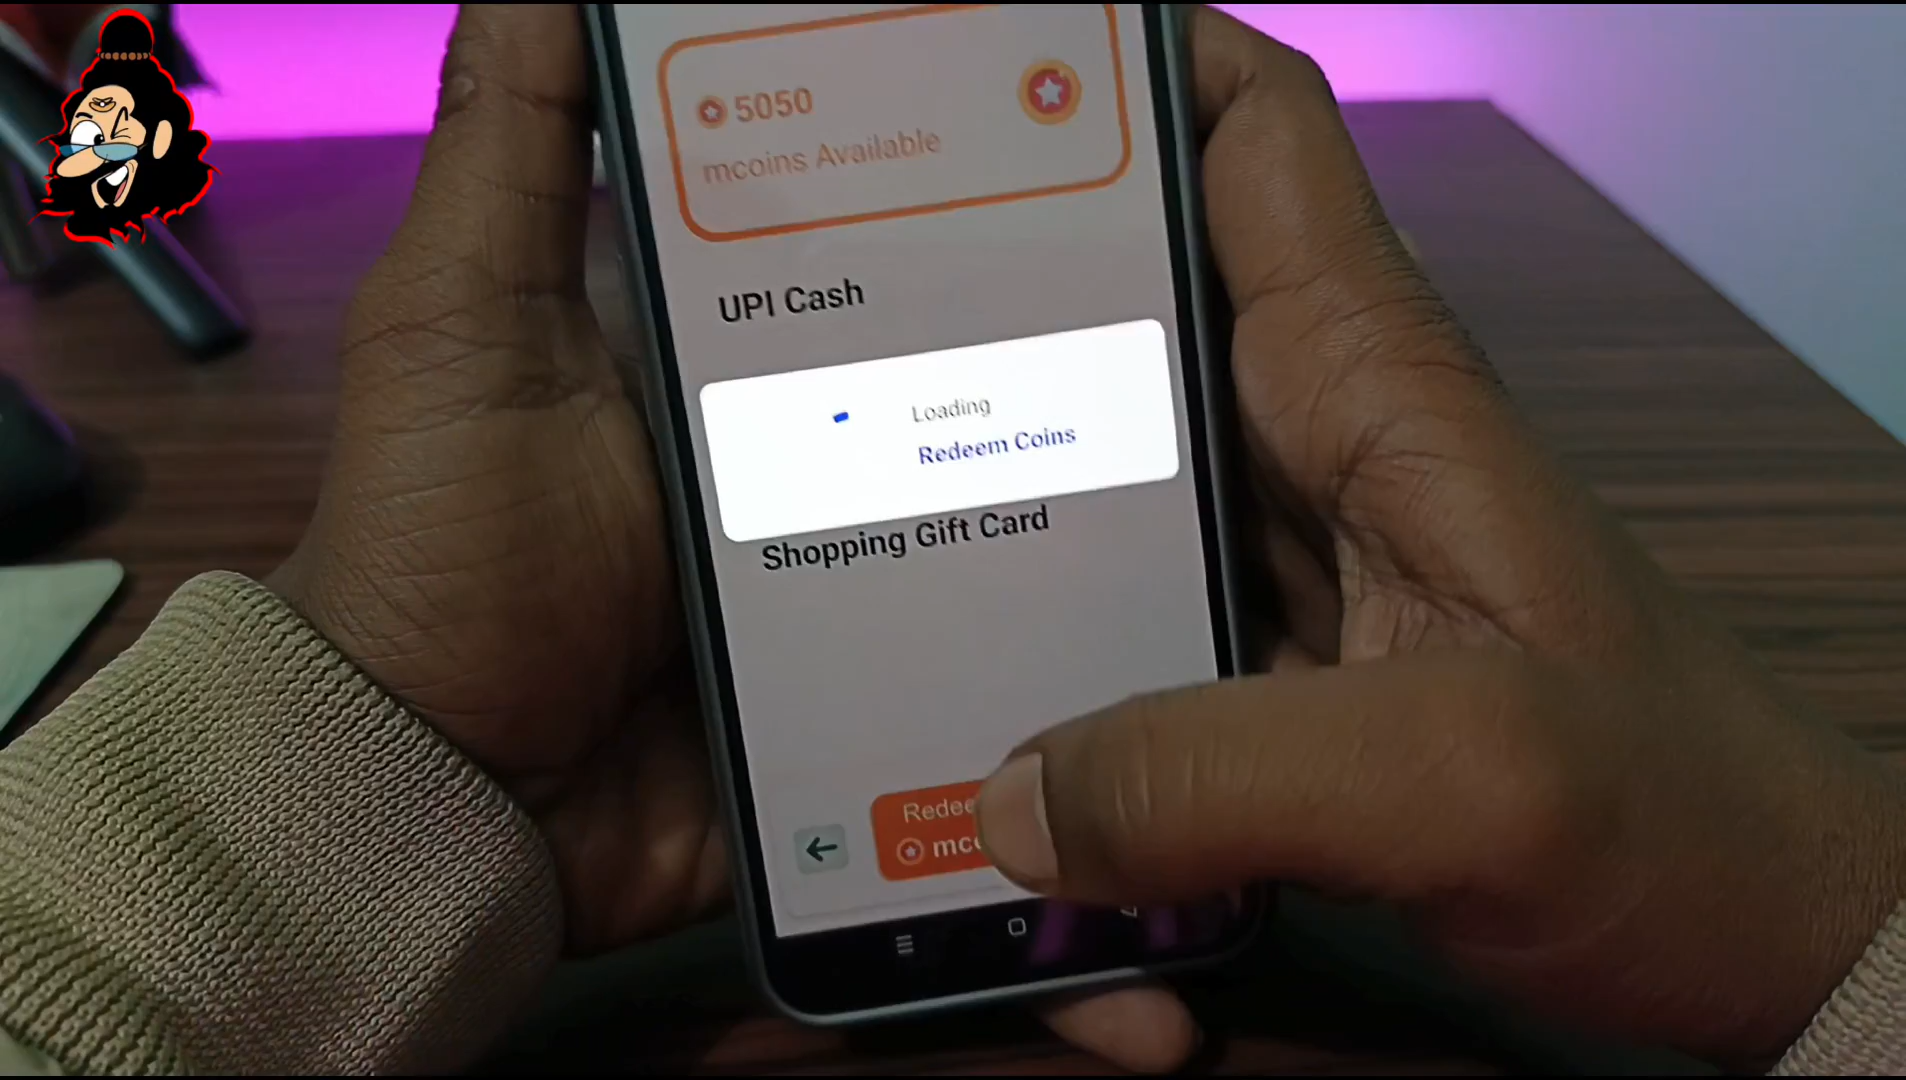 5050
mcoins Available
UPI Cash
Loading
Redeem Coins
Shopping Gift Card